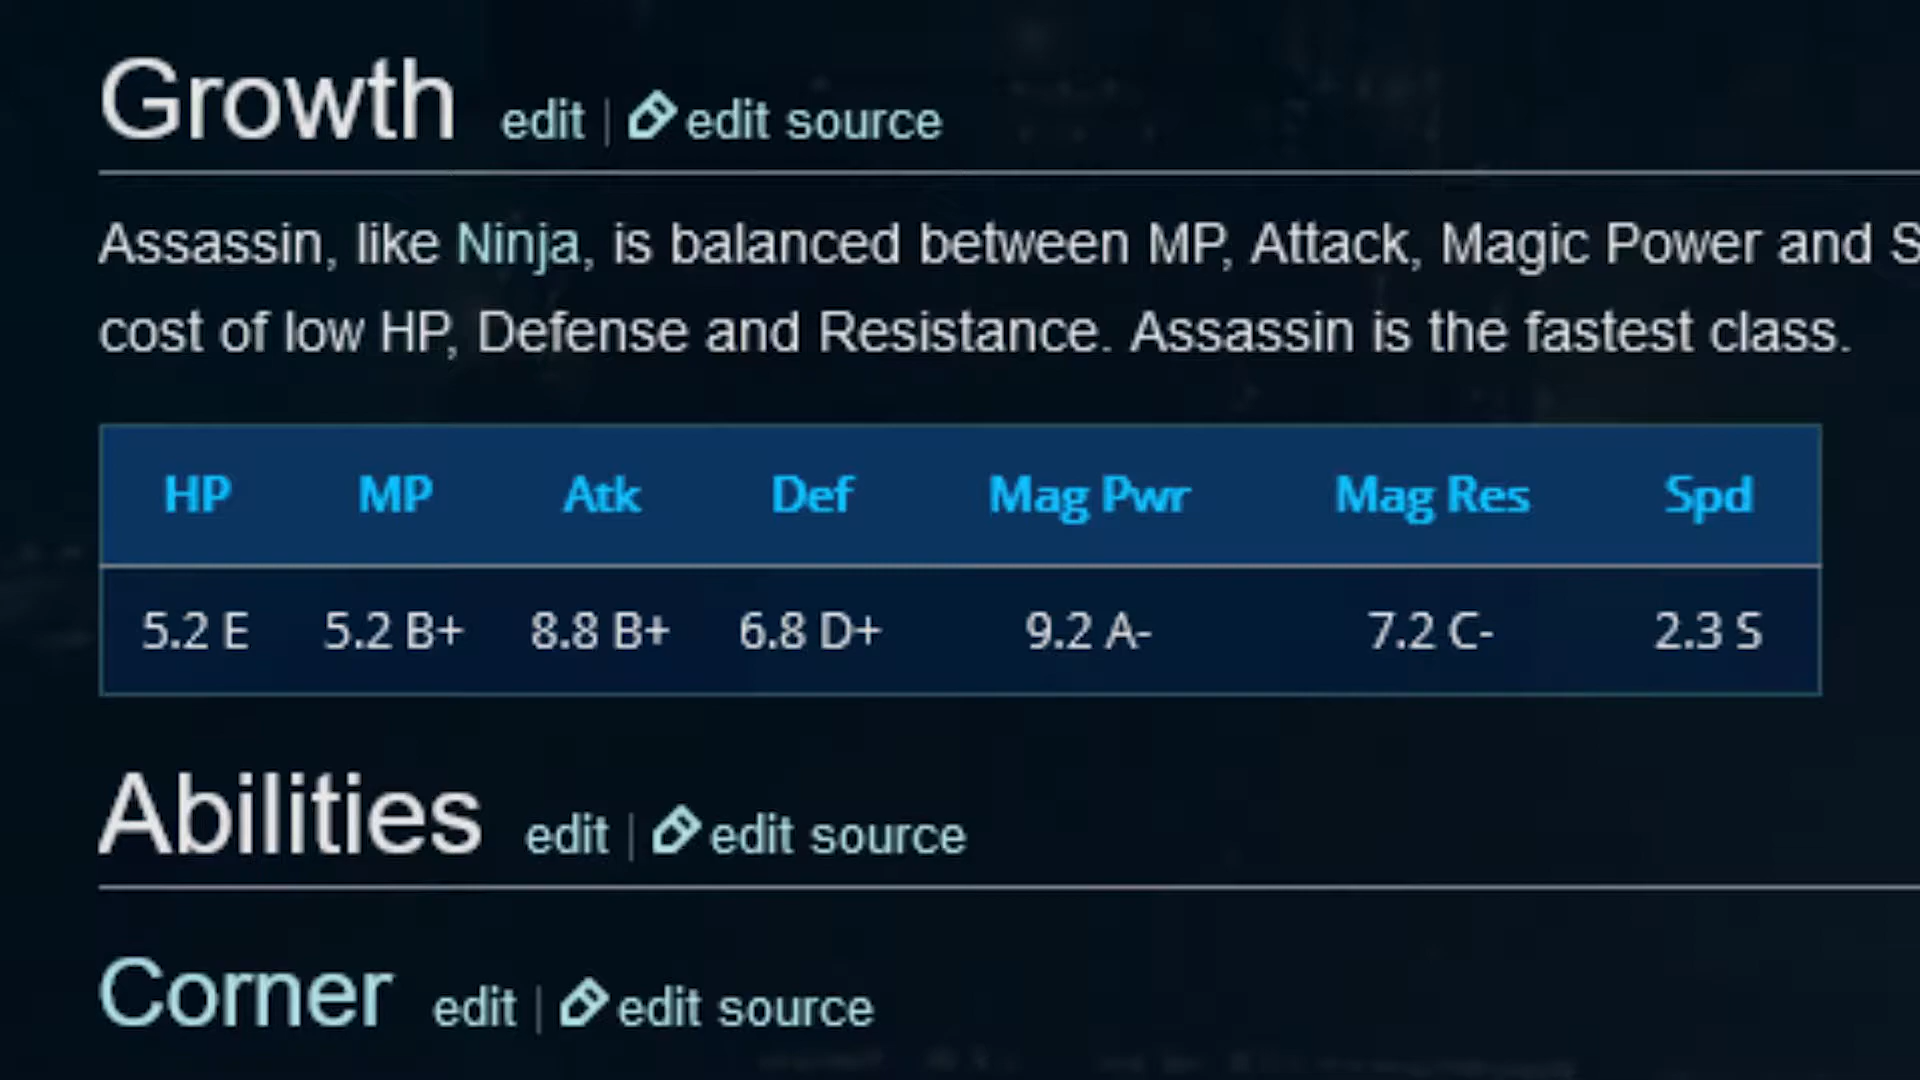 Growth edit | edit source
Assassin, like Ninja, is balanced between MP, Attack, Magic Power and
cost of low HP, Defense and Resistance. Assassin is the fastest class.
HP MP Atk Def Mag Pwr Mag Res Spd
5.2 E 5.2 B+ 8.8 B+ 6.8 D+ 9.2 A- 7.2 C- 2.3 S
Abilities edit | edit source
Corner edit | edit source